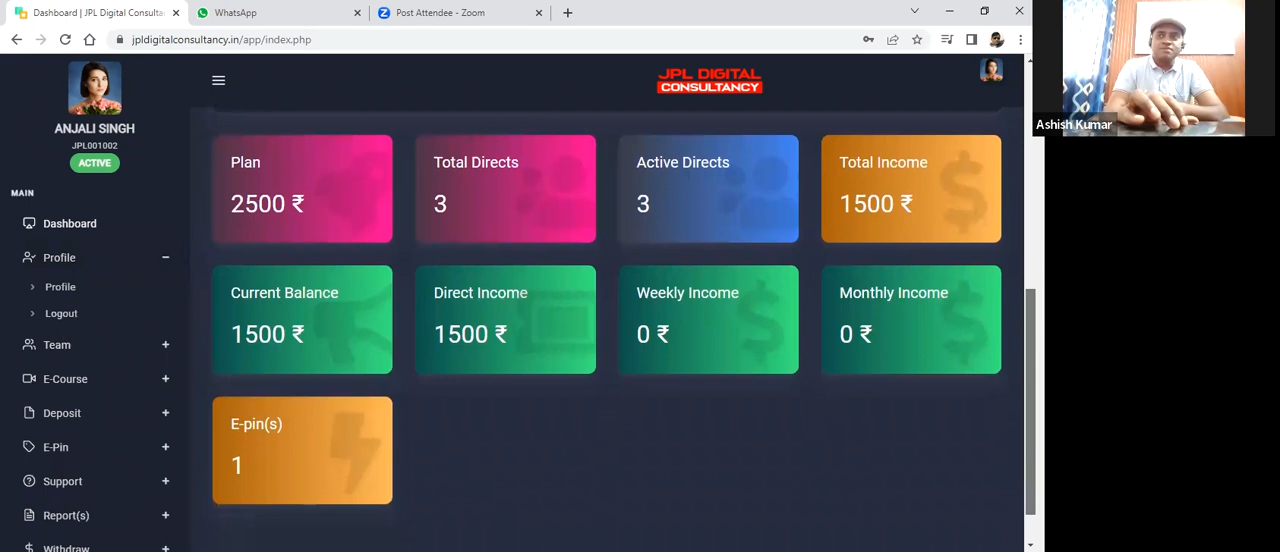 Dashboard | JPL Digital Consulta
WhatsApp
Post Attendee - Zoom
jpldigitalconsultancy.in/app/index.php
Ashish Kumar
ANJALI SINGH
JPL001002
ACTIVE
MAIN
Dashboard
Profile
Profile
Logout
Team
E-Course
Deposit
E-Pin
Support
Report(s)
Withdraw
JPL DIGITAL
CONSULTANCY
Plan
2500 ₹
Total Directs
3
Active Directs
3
Total Income
1500 ₹
Current Balance
1500 ₹
Direct Income
1500 ₹
Weekly Income
0 ₹
Monthly Income
0 ₹
E-pin(s)
1